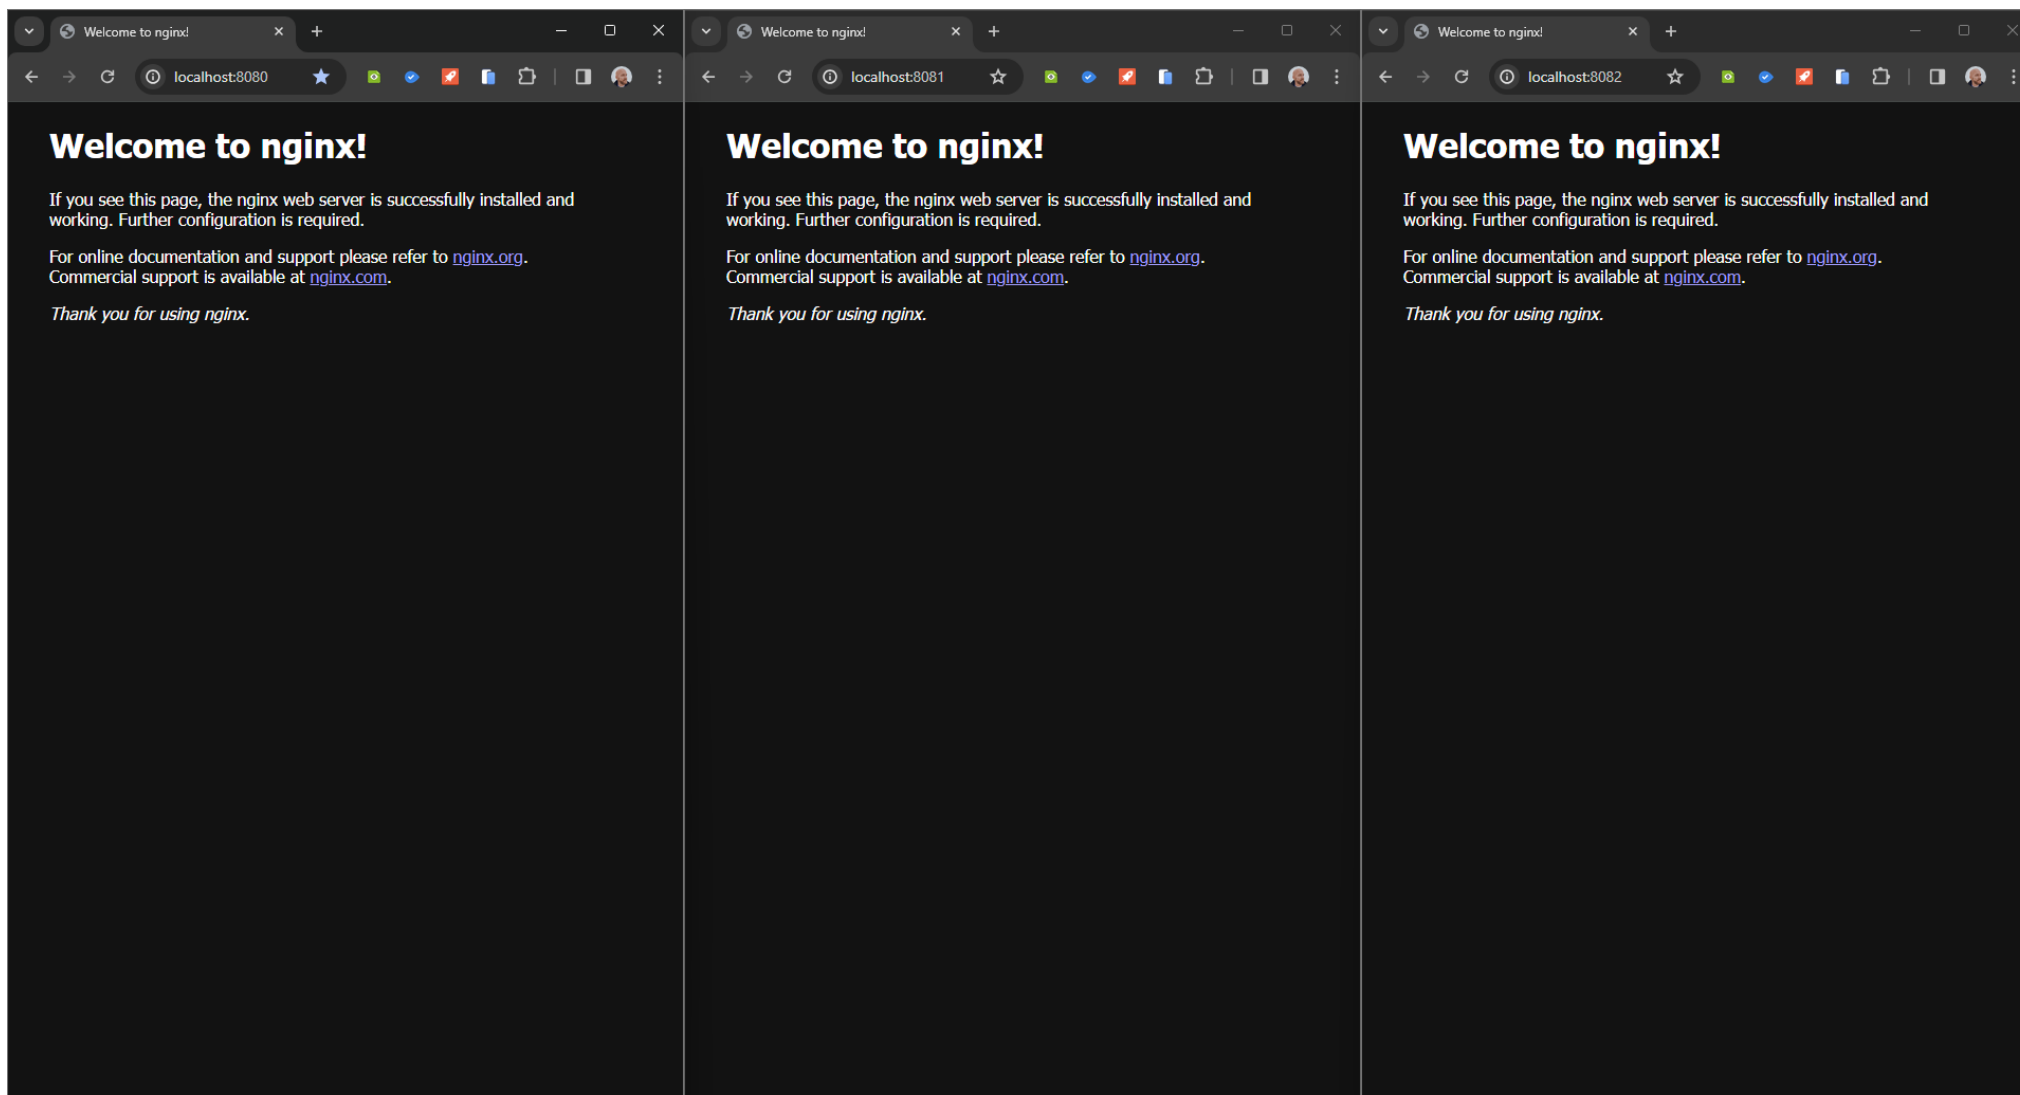 Welcome to nginx!
localhost:8080
Welcome to nginx!
If you see this page, the nginx web server is successfully installed and
working. Further configuration is required.
For online documentation and support please refer to nginx.org.
Commercial support is available at nginx.com.
Thank you for using nginx.
Welcome to nginx!
localhost:8081
Welcome to nginx!
If you see this page, the nginx web server is successfully installed and
working. Further configuration is required.
For online documentation and support please refer to nginx.org.
Commercial support is available at nginx.com.
Thank you for using nginx.
Welcome to nginx!
localhost:8082
Welcome to nginx!
If you see this page, the nginx web server is successfully installed and
working. Further configuration is required.
For online documentation and support please refer to nginx.org.
Commercial support is available at nginx.com.
Thank you for using nginx.